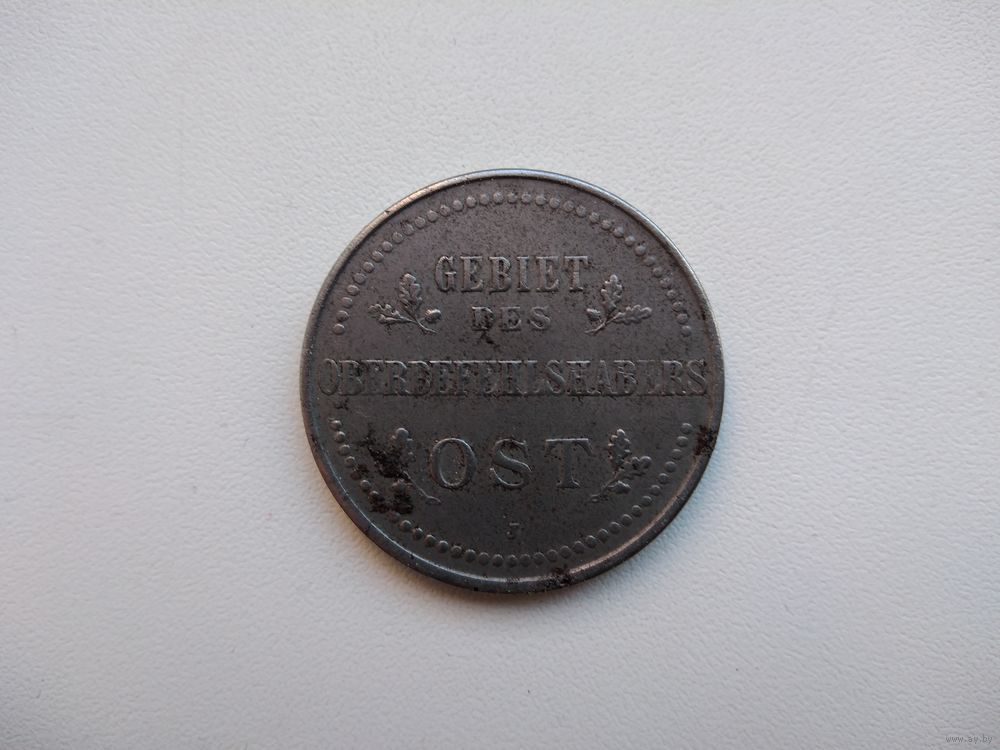 GEBIET
DES
OBERBEFEHLSHABERS
OST
J
www.ay.by